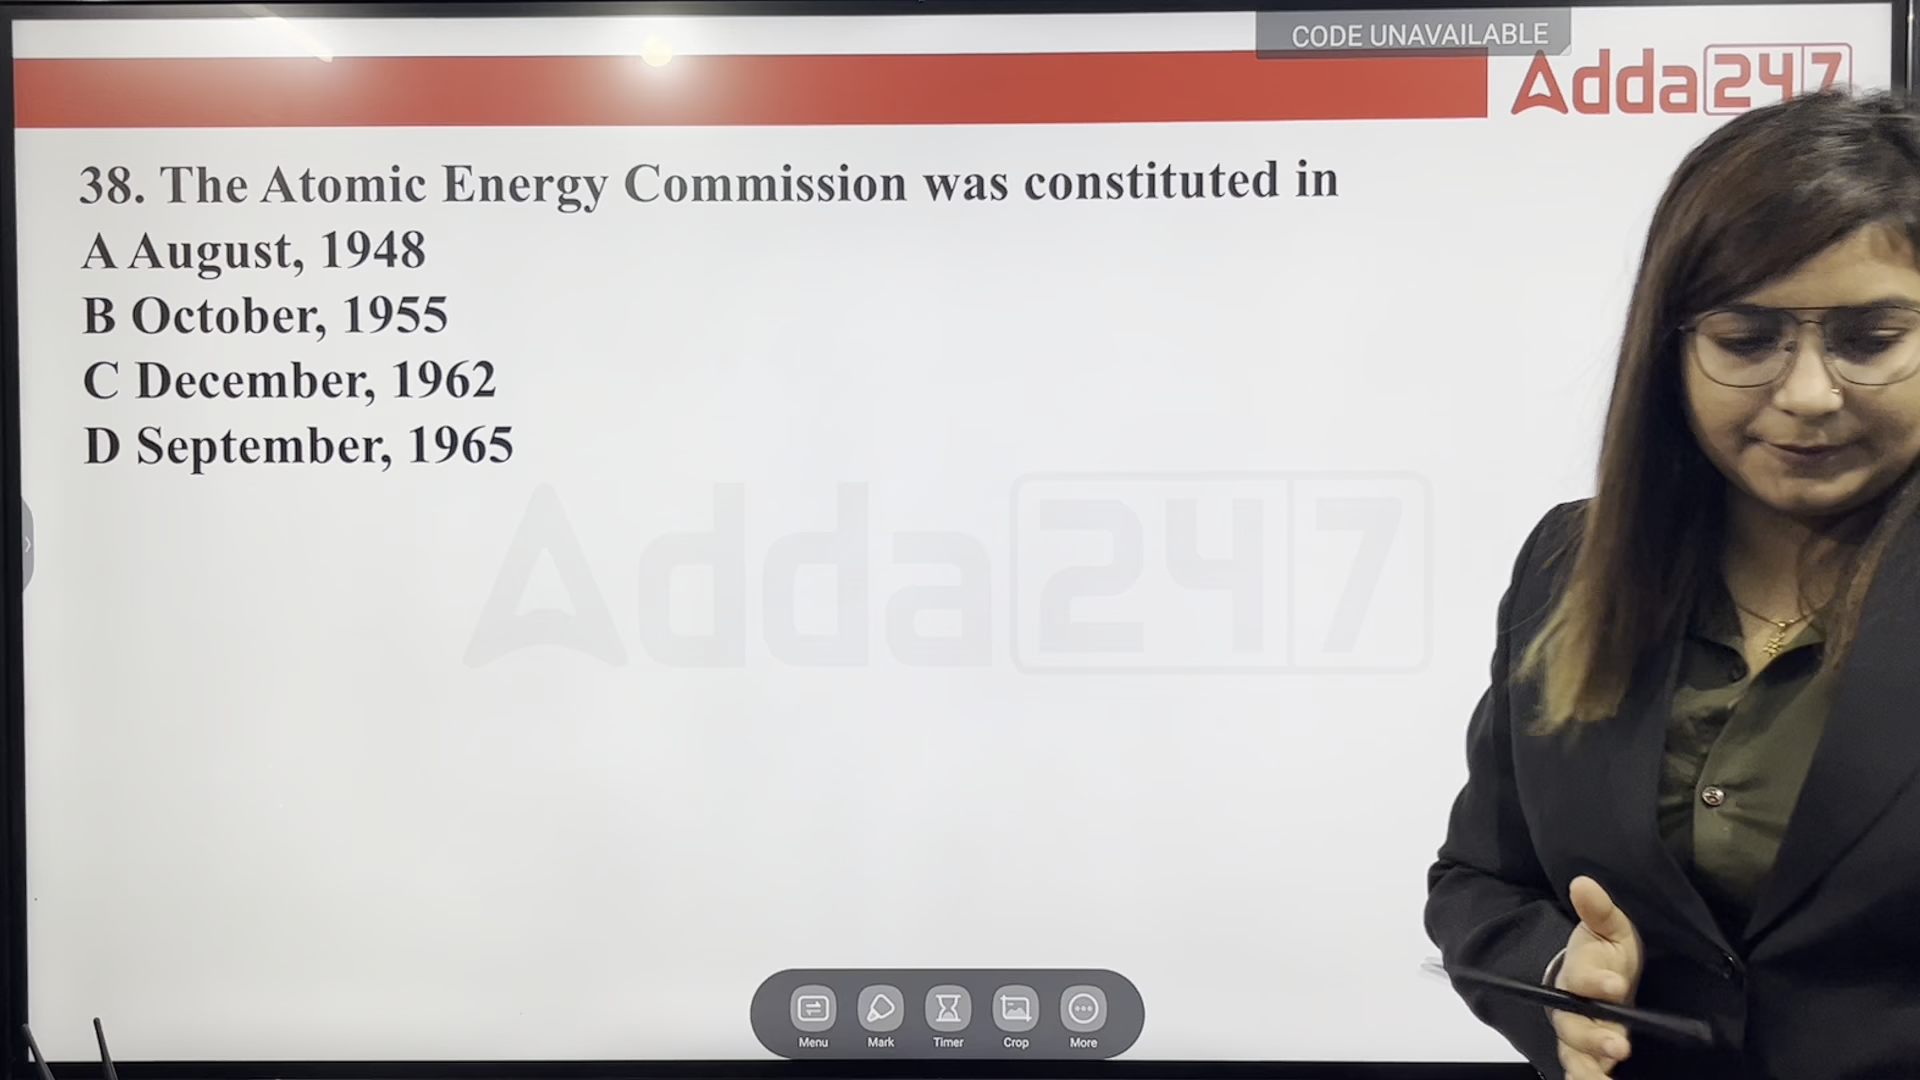 CODE UNAVAILABLE
Adda247
38. The Atomic Energy Commission was constituted in
A August, 1948
B October, 1955
C December, 1962
D September, 1965
Adda247
Menu Mark Timer Crop More